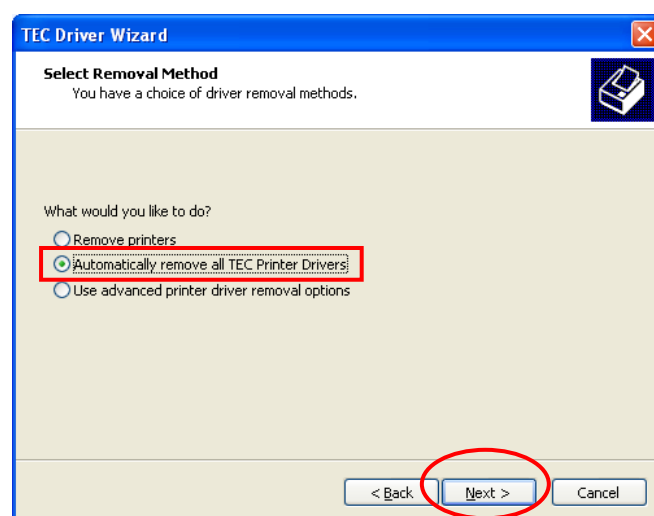 TEC Driver Wizard
Select Removal Method
You have a choice of driver removal methods.
What would you like to do?
Remove printers
Automatically remove all TEC Printer Drivers
Use advanced printer driver removal options
< Back Next > Cancel